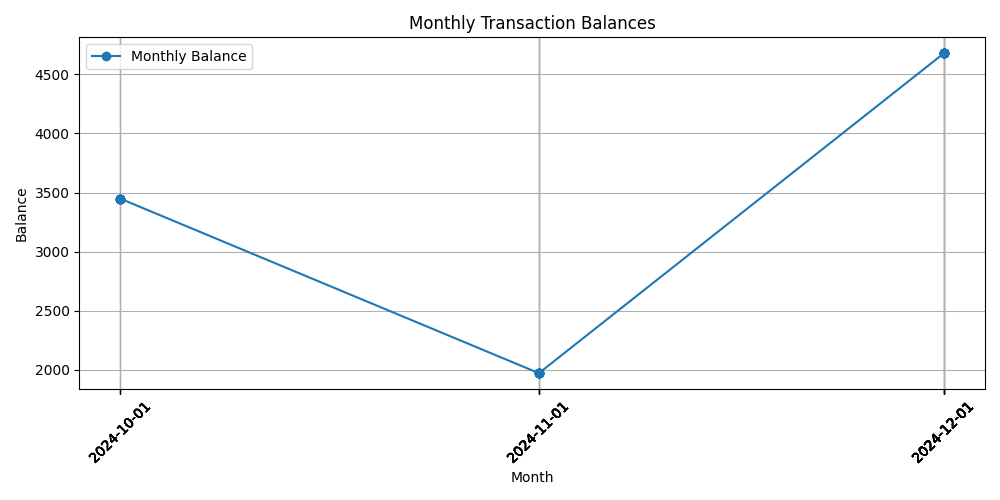 Monthly Transaction Balances
Monthly Balance
4500
4000
3500
3000
2500
2000
Balance
2024-10-01
2024-11-01
2024-12-01
Month